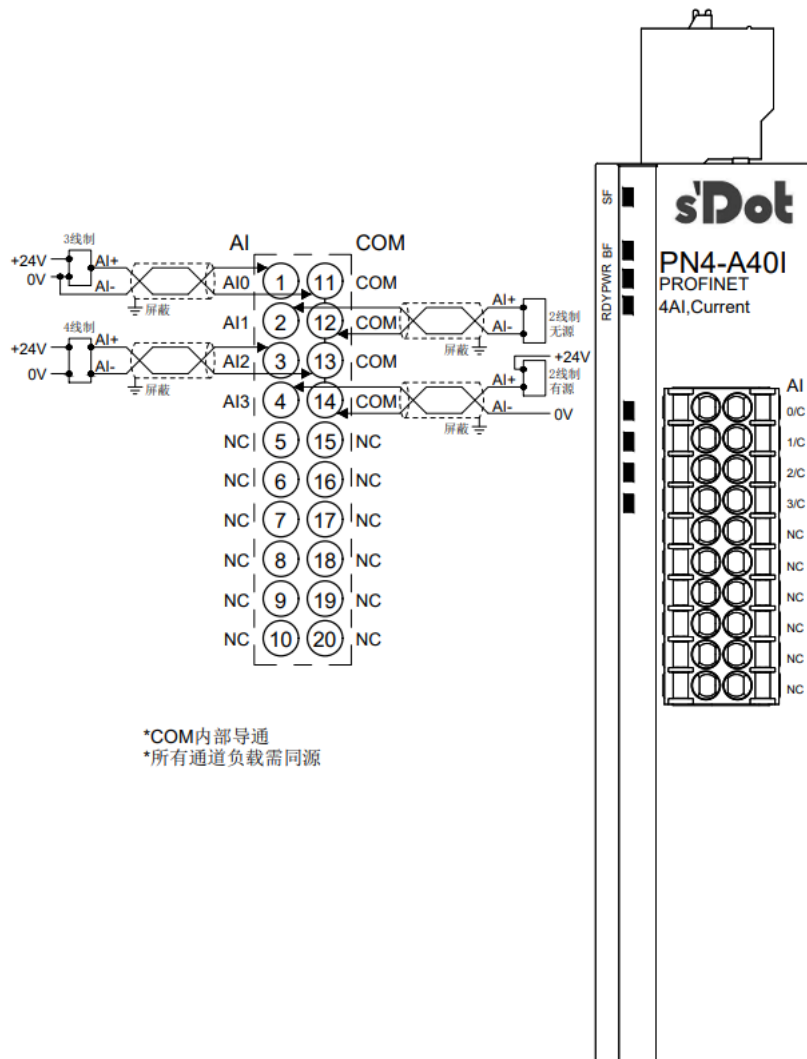 s'Dot
PN4-A40I
PROFINET
4AI,Current
SF
BF
PWR
RDY
AI
0/C
1/C
2/C
3/C
NC
NC
NC
NC
NC
NC
AI COM
3线制
+24V
0V
AI+
AI-
屏蔽
4线制
+24V
0V
AI+
AI-
屏蔽
AI0 1 11 COM
AI1 2 12 COM
AI2 3 13 COM
AI3 4 14 COM
NC 5 15 NC
NC 6 16 NC
NC 7 17 NC
NC 8 18 NC
NC 9 19 NC
NC 10 20 NC
AI+
AI-
2线制
无源
屏蔽
+24V
AI+
AI-
2线制
有源
0V
屏蔽
*COM内部导通
*所有通道负载需同源